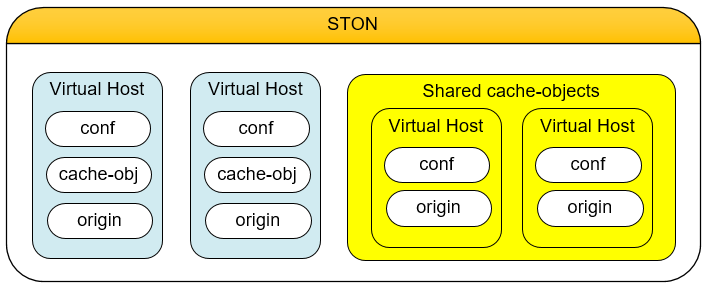 STON
Virtual Host
conf
cache-obj
origin
Virtual Host
conf
cache-obj
origin
Shared cache-objects
Virtual Host
conf
origin
Virtual Host
conf
origin